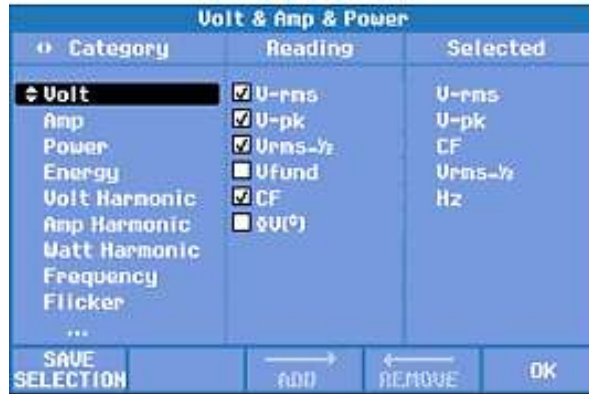 Volt & Amp & Power
Category Reading Selected
Volt
Amp
Power
Energy
Volt Harmonic
Amp Harmonic
Watt Harmonic
Frequency
Flicker
...
V-rms
V-pk
Vrms-½
Vfund
CF
δV(°)
V-rms
V-pk
CF
Vrms-½
Hz
SAVE
SELECTION
ADD
REMOVE
OK